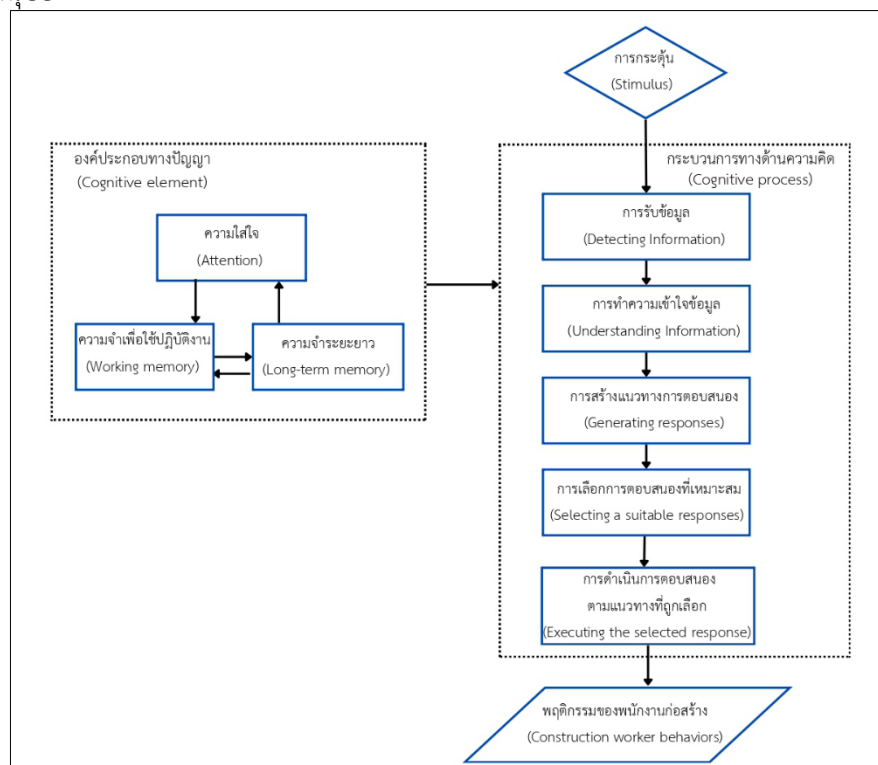 การกระตุ้น
(Stimulus)
องค์ประกอบทางปัญญา
(Cognitive element)
ความใส่ใจ
(Attention)
ความจำเพื่อใช้ปฏิบัติงาน
(Working memory)
ความจำระยะยาว
(Long-term memory)
กระบวนการทางด้านความคิด
(Cognitive process)
การรับข้อมูล
(Detecting Information)
การทำความเข้าใจข้อมูล
(Understanding Information)
การสร้างแนวทางการตอบสนอง
(Generating responses)
การเลือกการตอบสนองที่เหมาะสม
(Selecting a suitable responses)
การดำเนินการตอบสนอง
ตามแนวทางที่ถูกเลือก
(Executing the selected response)
พฤติกรรมของพนักงานก่อสร้าง
(Construction worker behaviors)